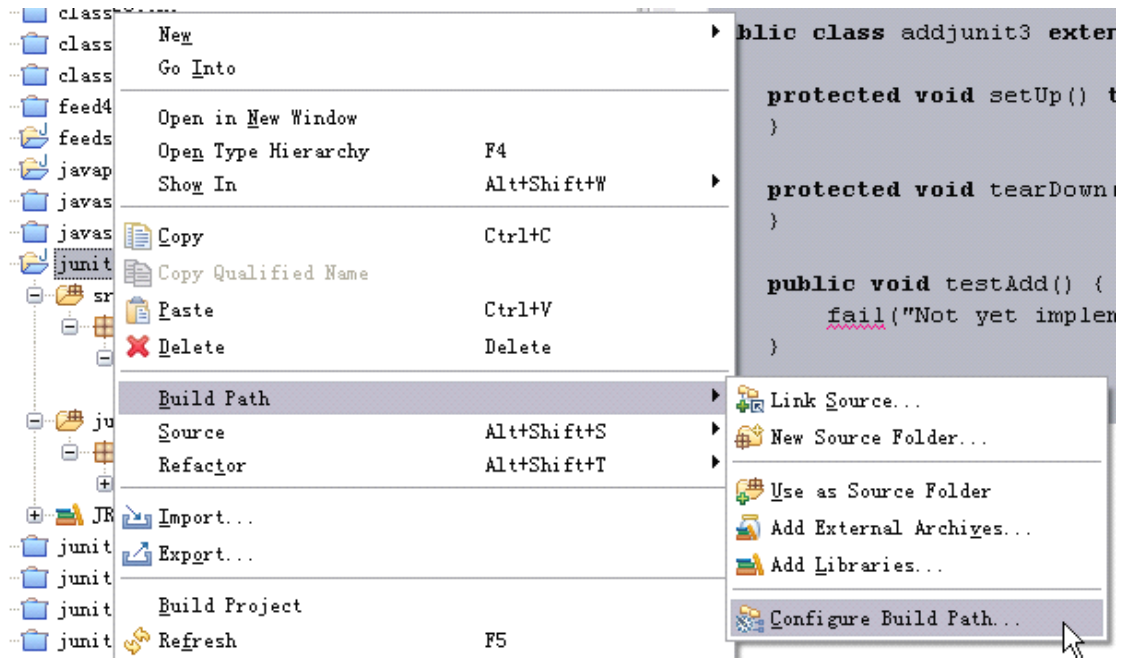 class
class
class
feed4
feeds
javap
javas
javas
junit
sr
ju
JR
junit
junit
junit
junit
New
Go Into
Open in New Window
Open Type Hierarchy F4
Show In Alt+Shift+W
Copy Ctrl+C
Copy Qualified Name
Paste Ctrl+V
Delete Delete
Build Path
Source Alt+Shift+S
Refactor Alt+Shift+T
Import...
Export...
Build Project
Refresh F5
blic class addjunit3 exter
protected void setUp() t
}
protected void tearDown(
}
public void testAdd() {
fail("Not yet implem
}
Link Source...
New Source Folder...
Use as Source Folder
Add External Archives...
Add Libraries...
Configure Build Path...